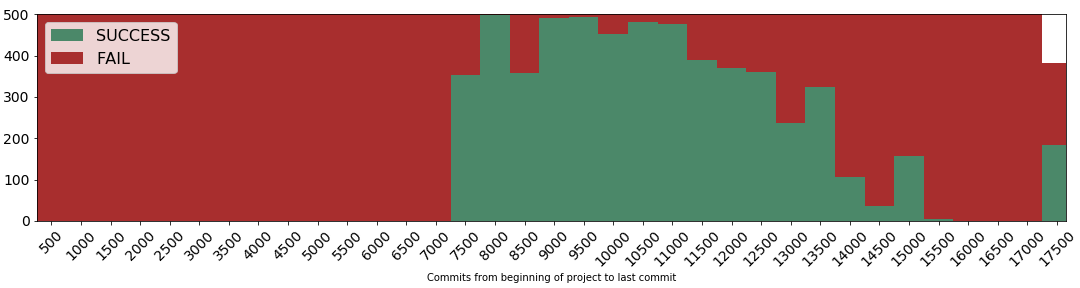 500
400
300
200
100
0
SUCCESS
FAIL
500 1000 1500 2000 2500 3000 3500 4000 4500 5000 5500 6000 6500 7000 7500 8000 8500 9000 9500 10000 10500 11000 11500 12000 12500 13000 13500 14000 14500 15000 15500 16000 16500 17000 17500
Commits from beginning of project to last commit